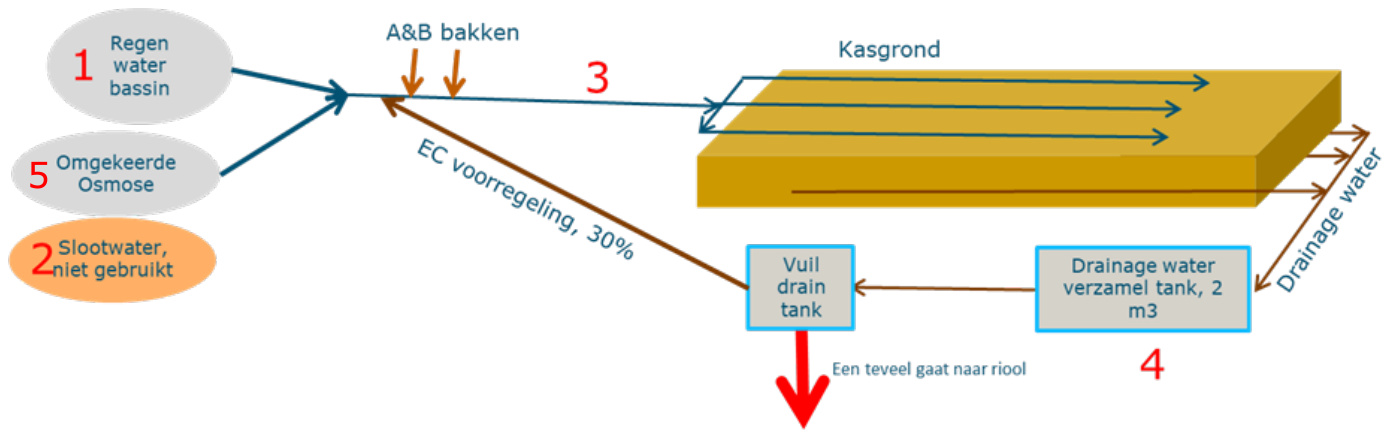 1
Regen
water
bassin
A&B bakken
3
Kasgrond
5
Omgekeerde
Osmose
EC voorregeling, 30%
Drainage water
2
Slootwater,
niet gebruikt
Vuil
drain
tank
Drainage water
verzamel tank, 2
m3
Een teveel gaat naar riool
4